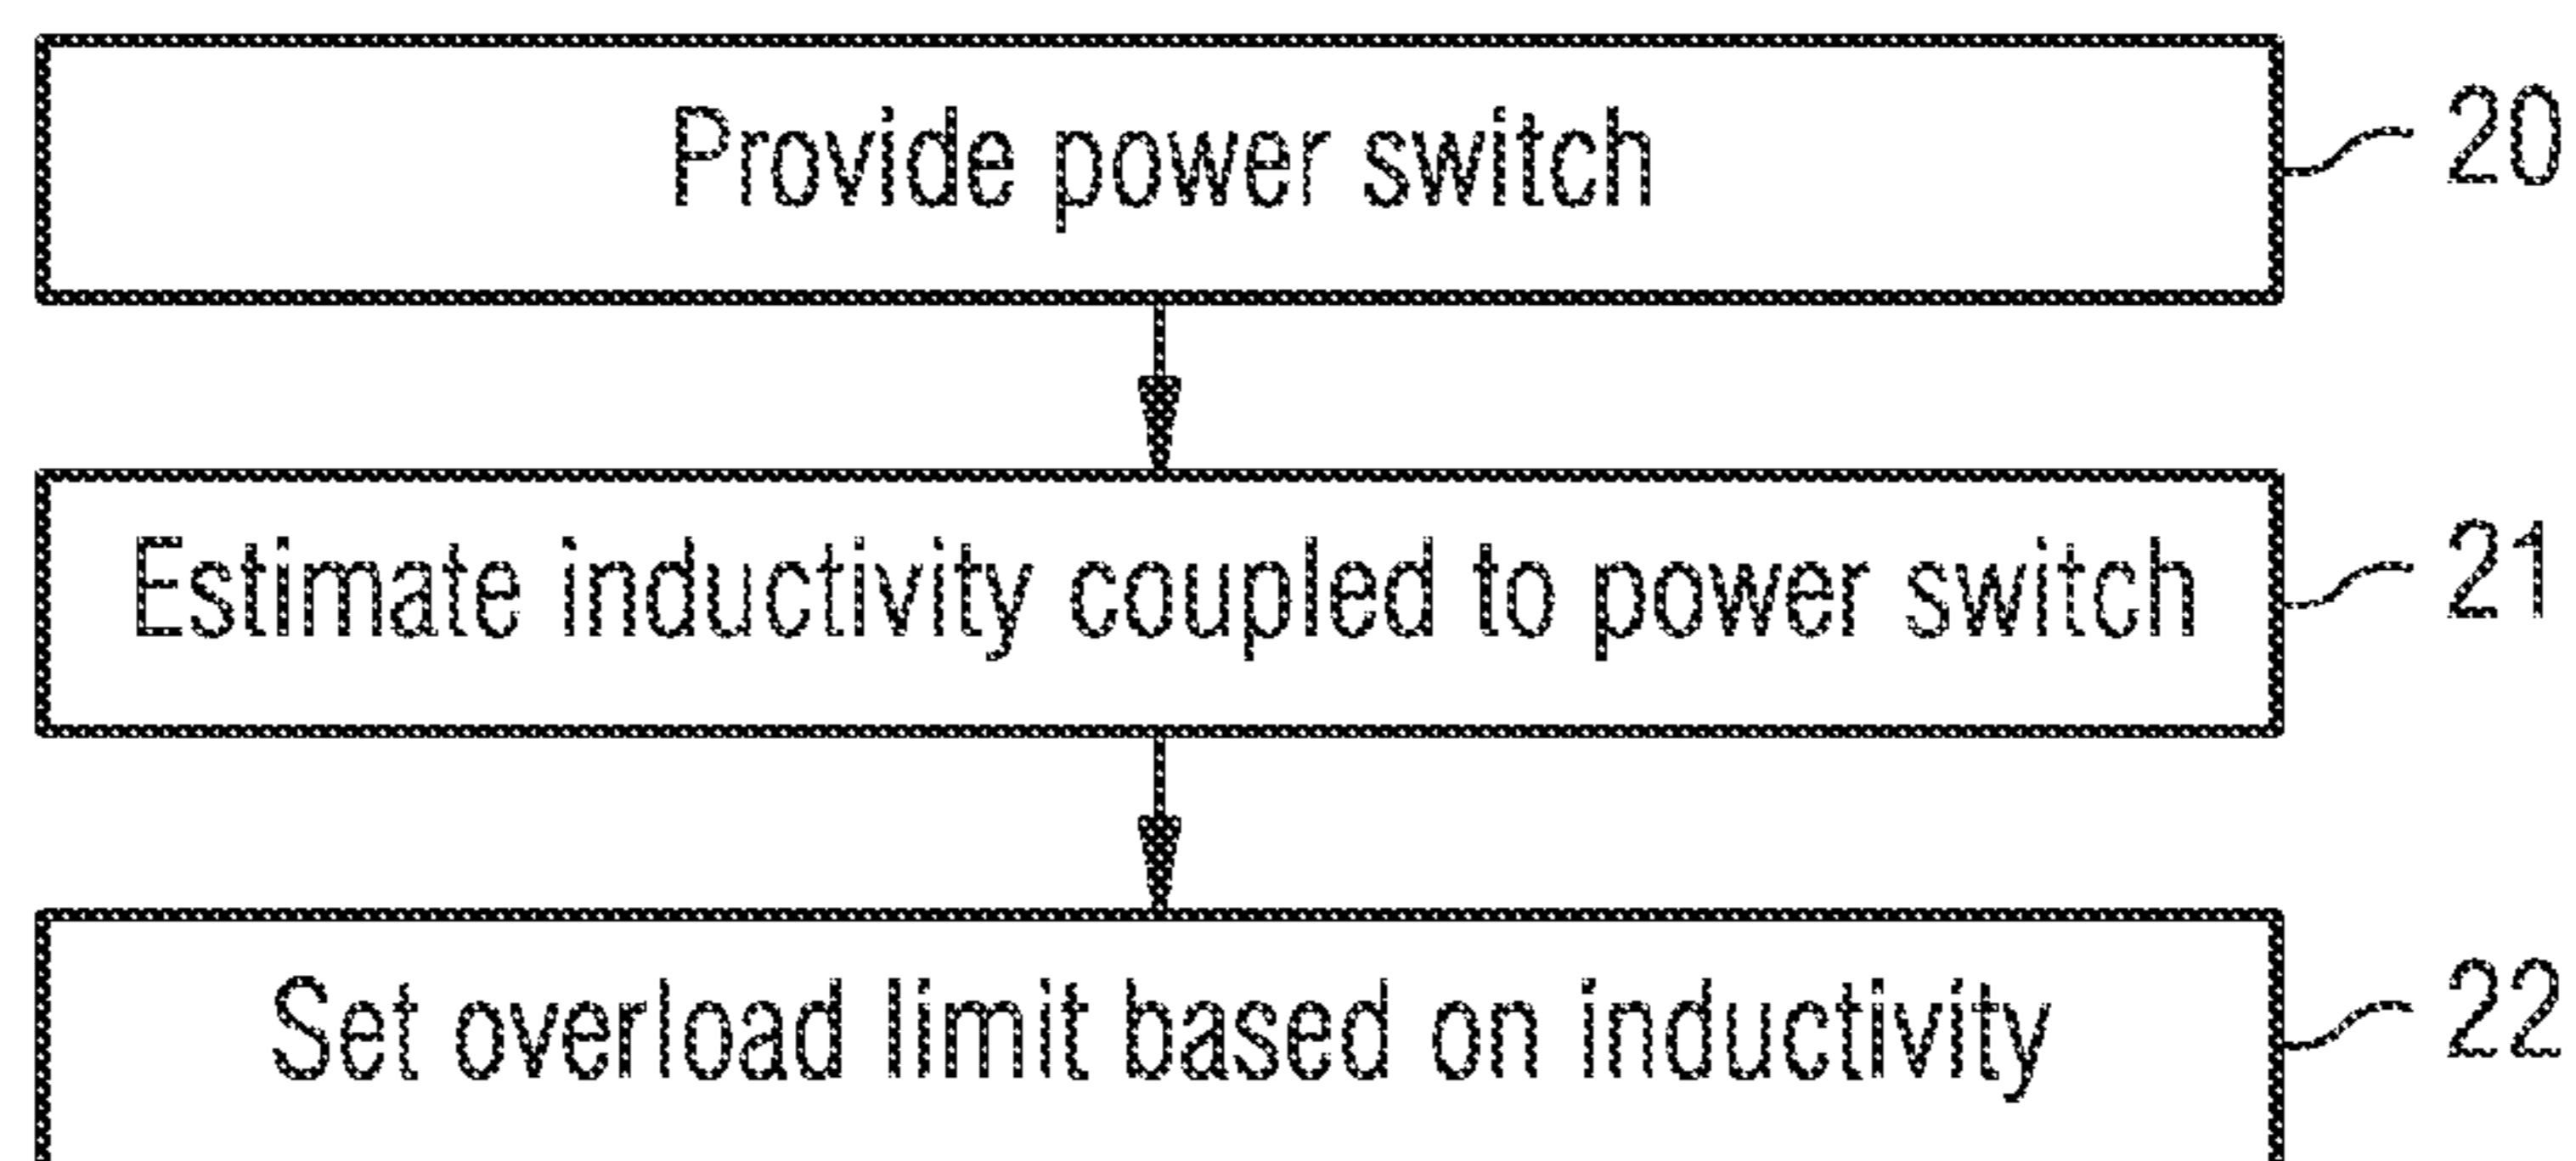 Provide power switch 20
Estimate inductivity coupled to power switch 21
Set overload limit based on inductivity 22